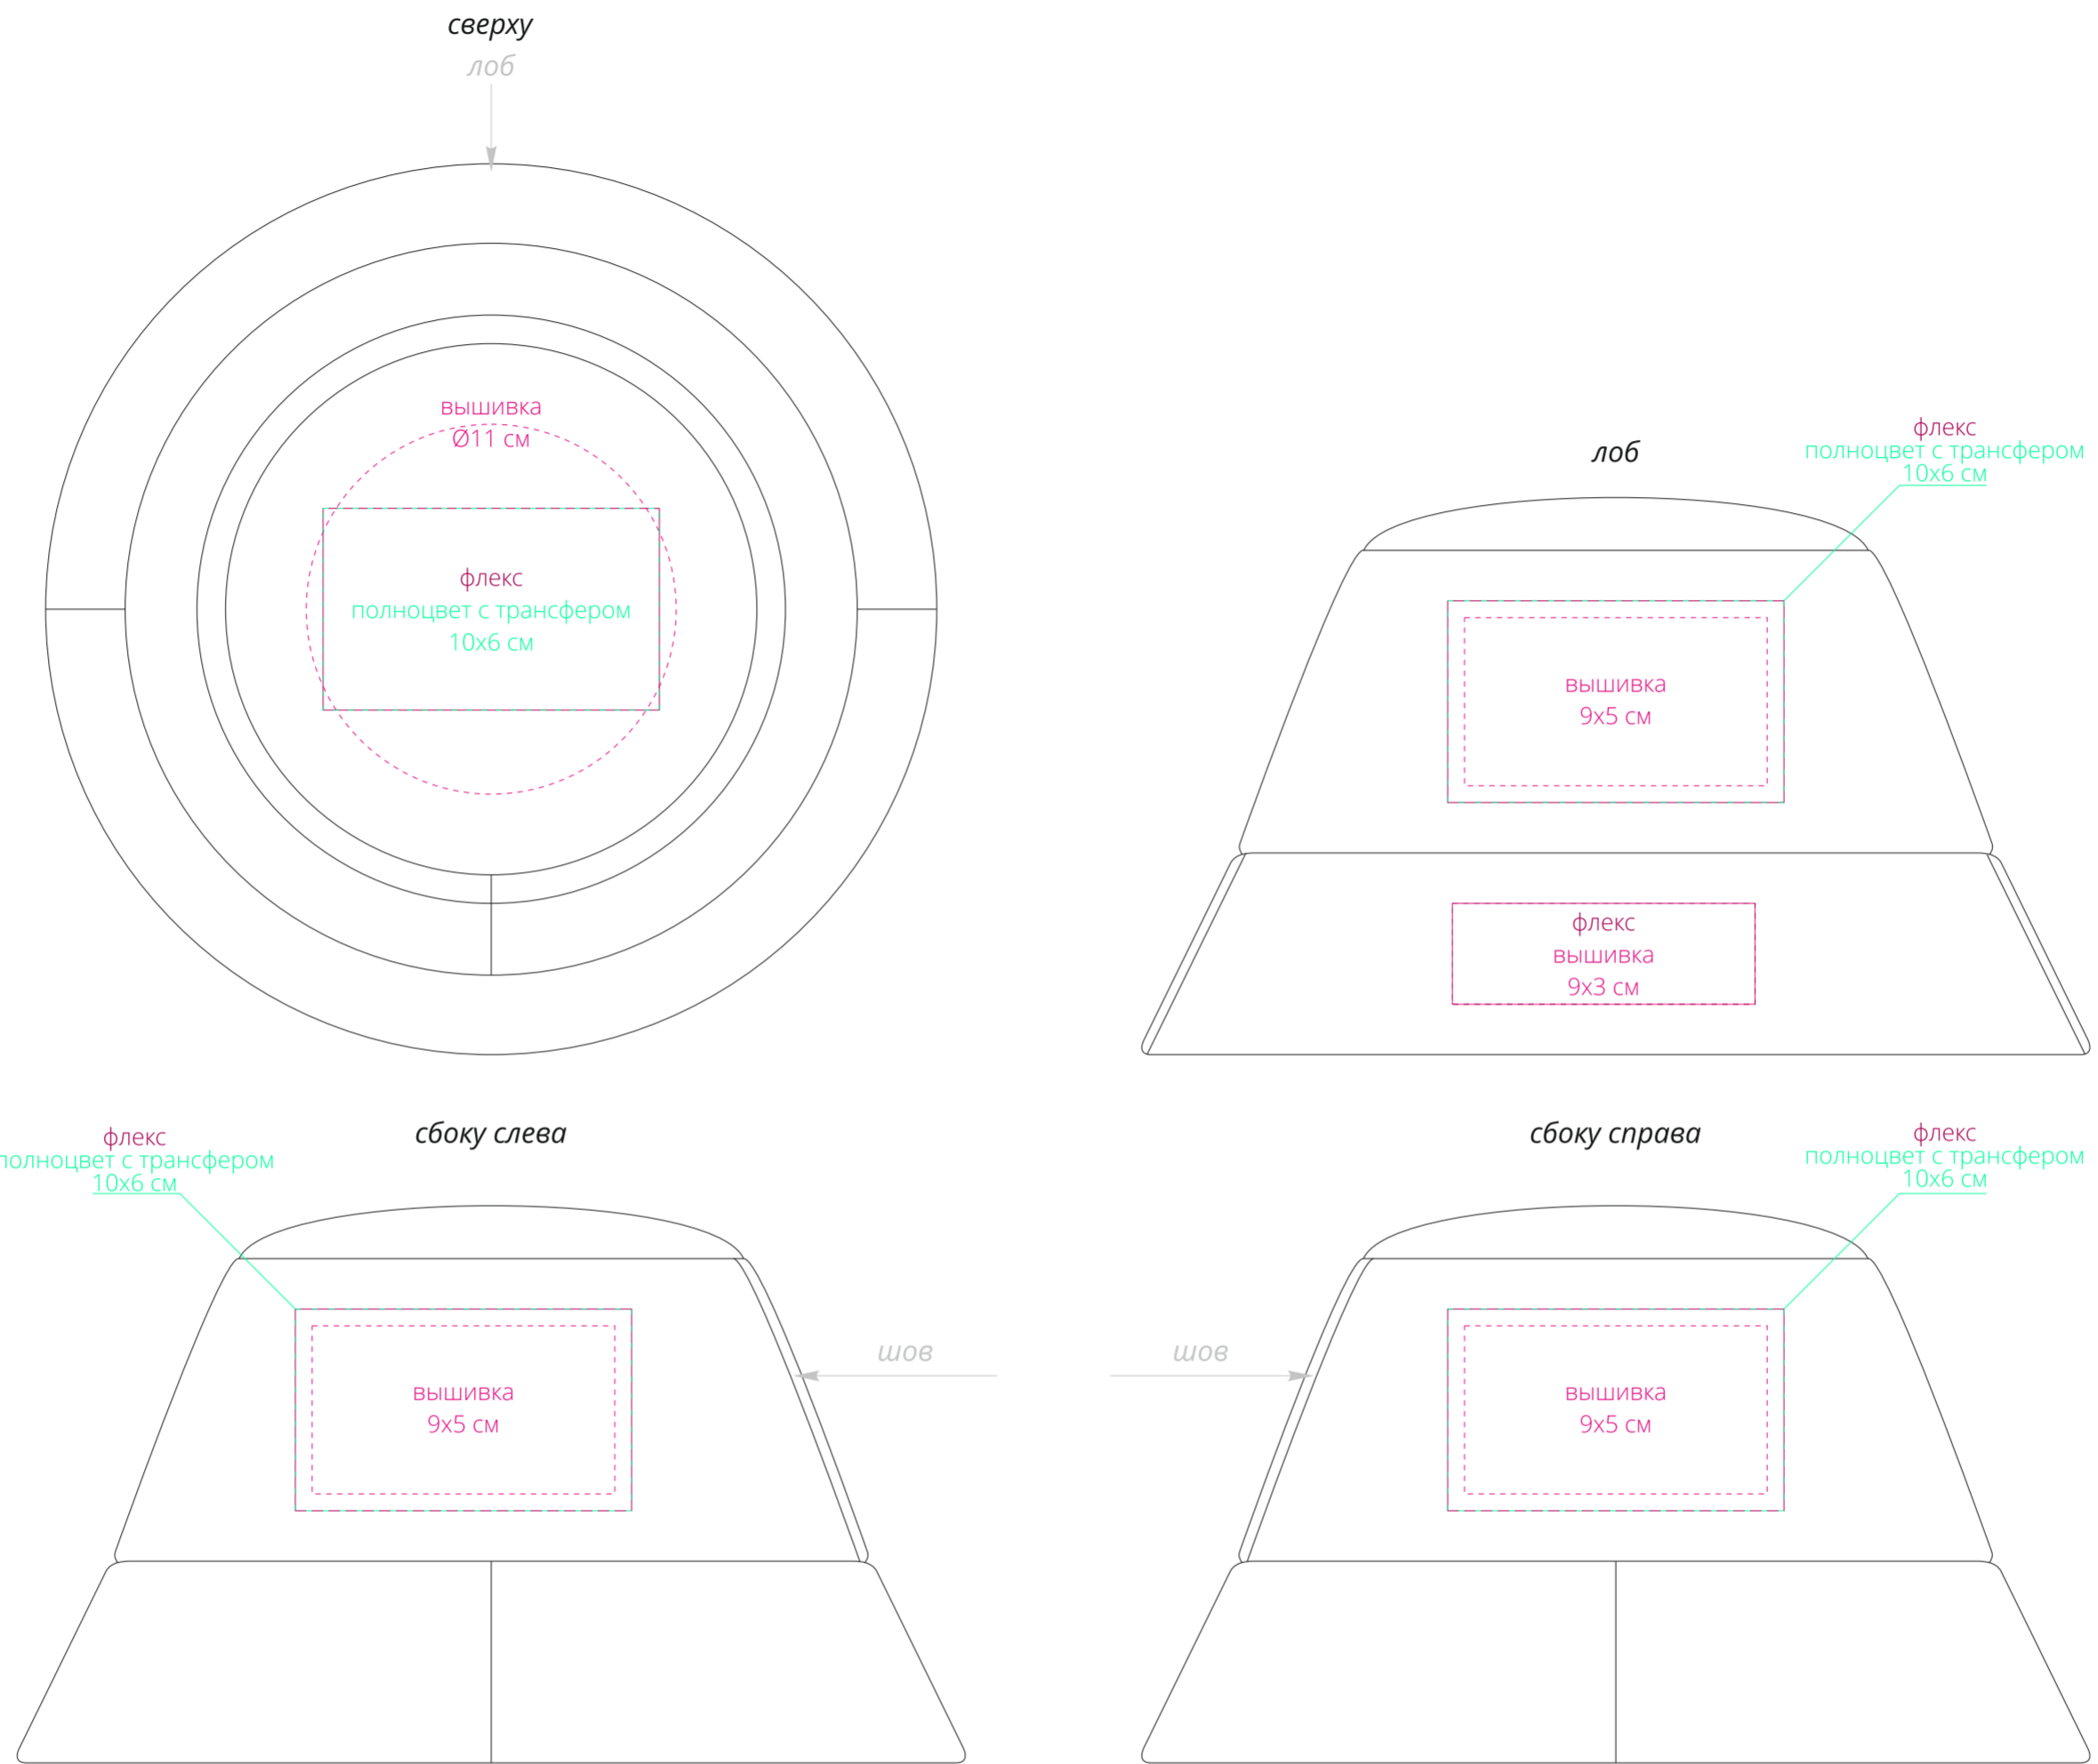 сверху
лоб
вышивка
Ø11 см
флекс
полноцвет с трансфером
10х6 см
лоб
флекс
полноцвет с трансфером
10х6 см
вышивка
9х5 см
флекс
вышивка
9х3 см
сбоку слева
флекс
полноцвет с трансфером
10х6 см
вышивка
9х5 см
шов
сбоку справа
флекс
полноцвет с трансфером
10х6 см
шов
вышивка
9х5 см